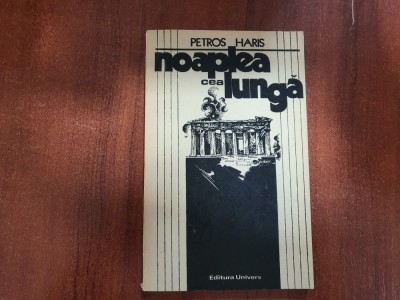 PETROS HARIS
noaptea
cea lungă
Editura Univers